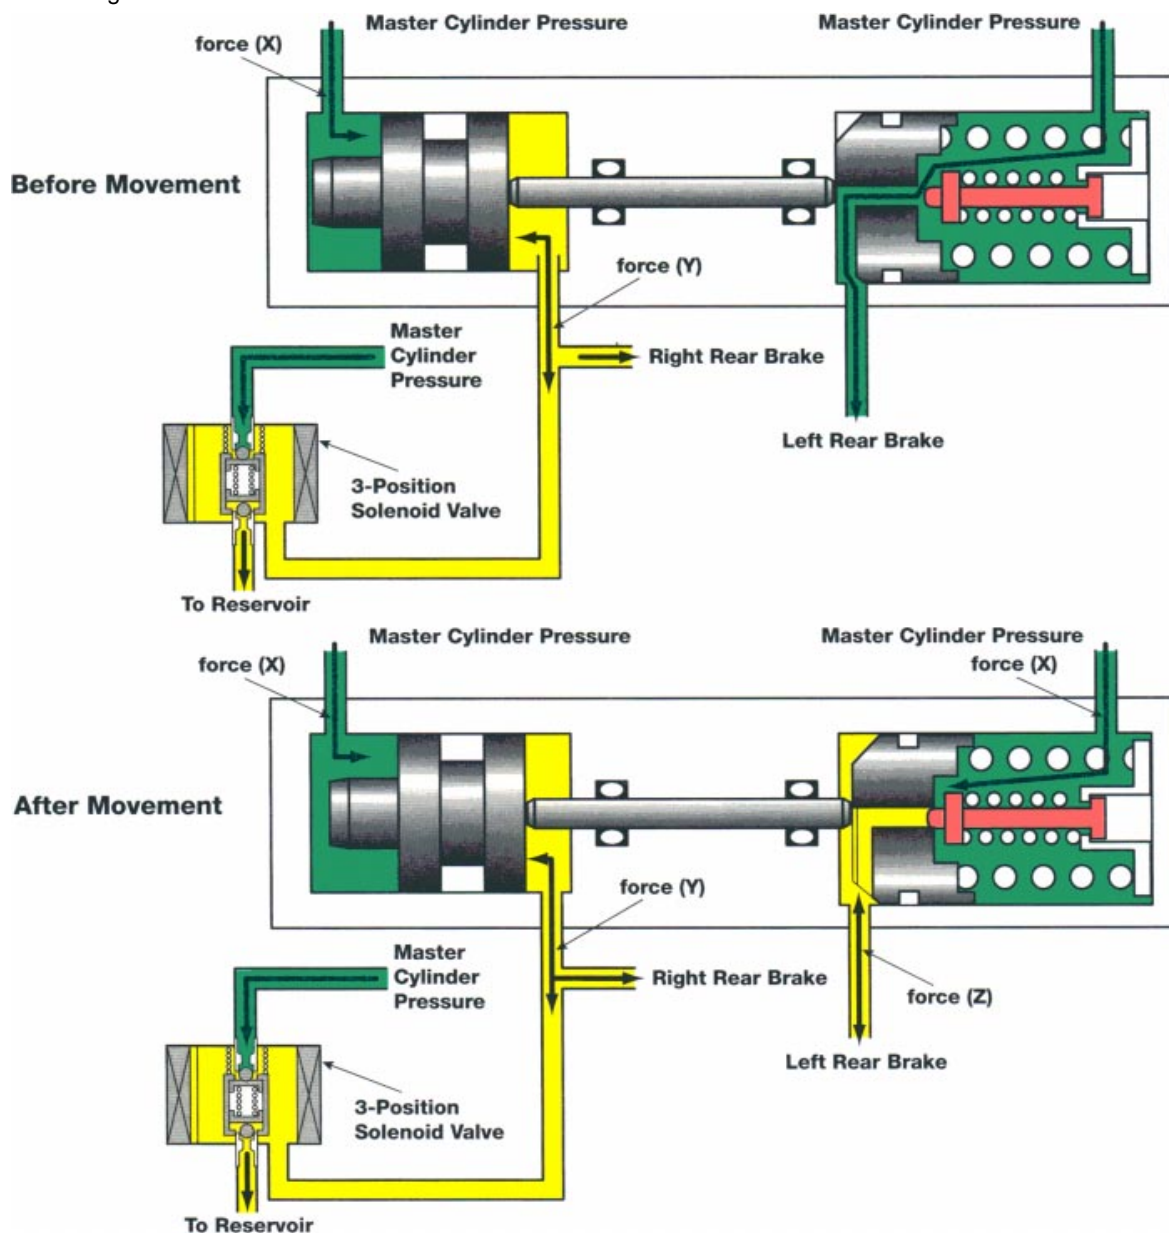 Master Cylinder Pressure
Master Cylinder Pressure
force (X)
Before Movement
force (Y)
Master
Cylinder
Pressure
Right Rear Brake
Left Rear Brake
3-Position
Solenoid Valve
To Reservoir
Master Cylinder Pressure
Master Cylinder Pressure
force (X)
force (X)
After Movement
force (Y)
Master
Cylinder
Pressure
Right Rear Brake
force (Z)
Left Rear Brake
3-Position
Solenoid Valve
To Reservoir